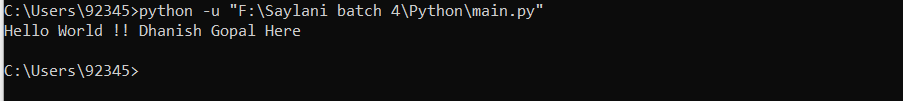 C:\Users\92345>python -u "F:\Saylani batch 4\Python\main.py"
Hello World !! Dhanish Gopal Here
C:\Users\92345>